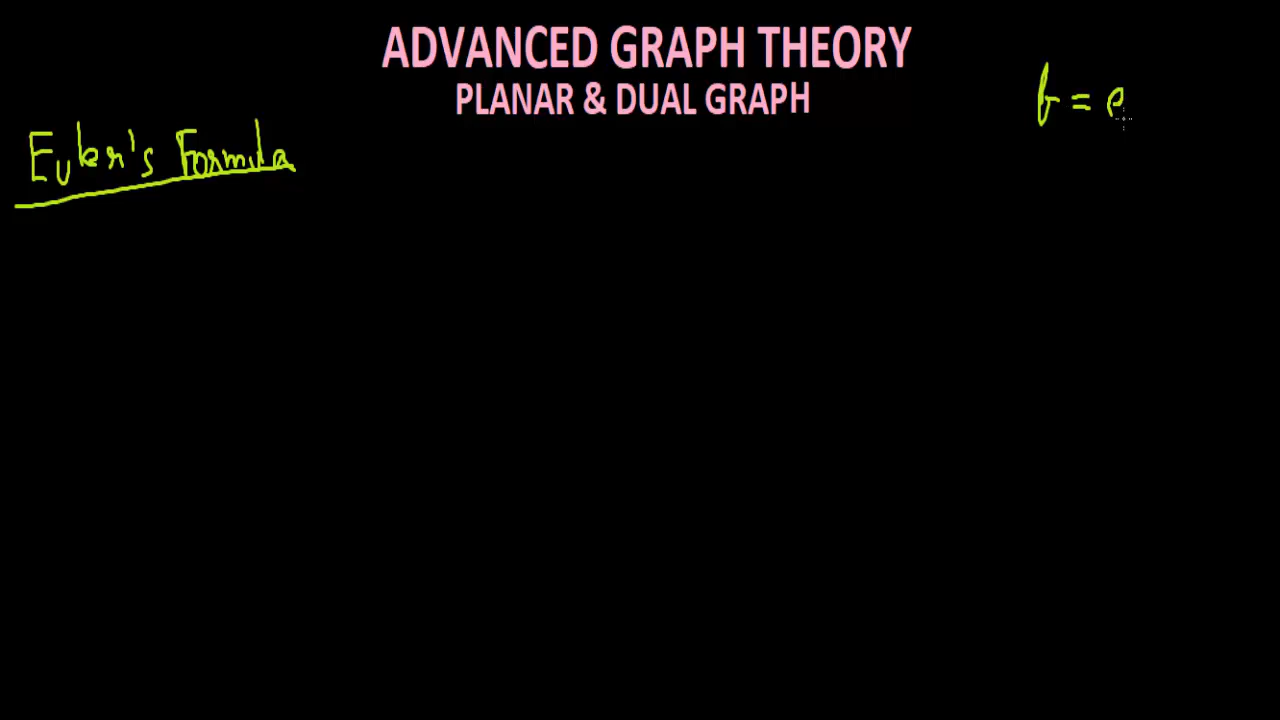 ADVANCED GRAPH THEORY
PLANAR & DUAL GRAPH
Euler's Formula
f = e